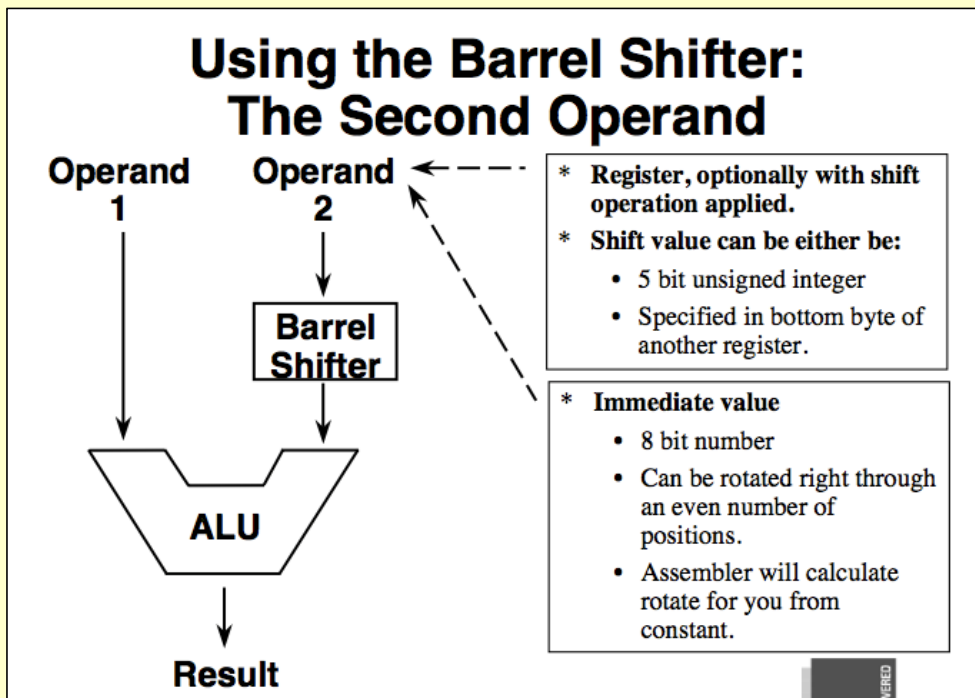 Using the Barrel Shifter:
The Second Operand
Operand
1
Operand
2
Barrel
Shifter
ALU
Result
* Register, optionally with shift
operation applied.
* Shift value can be either be:
• 5 bit unsigned integer
• Specified in bottom byte of
another register.
* Immediate value
• 8 bit number
• Can be rotated right through
an even number of
positions.
• Assembler will calculate
rotate for you from
constant.
VERED